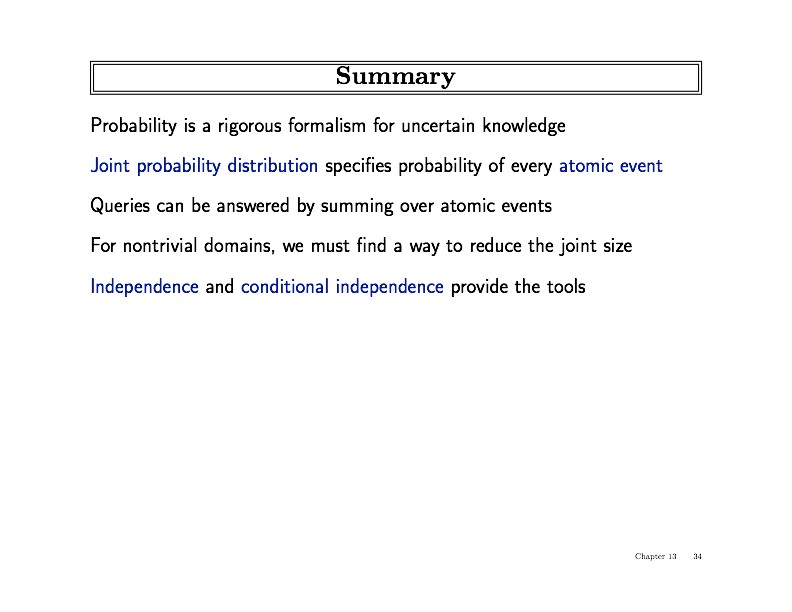 Summary
Probability is a rigorous formalism for uncertain knowledge
Joint probability distribution specifies probability of every atomic event
Queries can be answered by summing over atomic events
For nontrivial domains, we must find a way to reduce the joint size
Independence and conditional independence provide the tools
Chapter 13 34